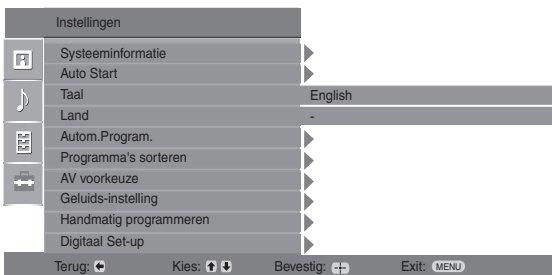 Instellingen
Systeeminformatie
Auto Start
Taal English
Land -
Autom.Program.
Programma's sorteren
AV voorkeuze
Geluids-instelling
Handmatig programmeren
Digitaal Set-up
Terug: Kies: Bevestig: Exit: MENU